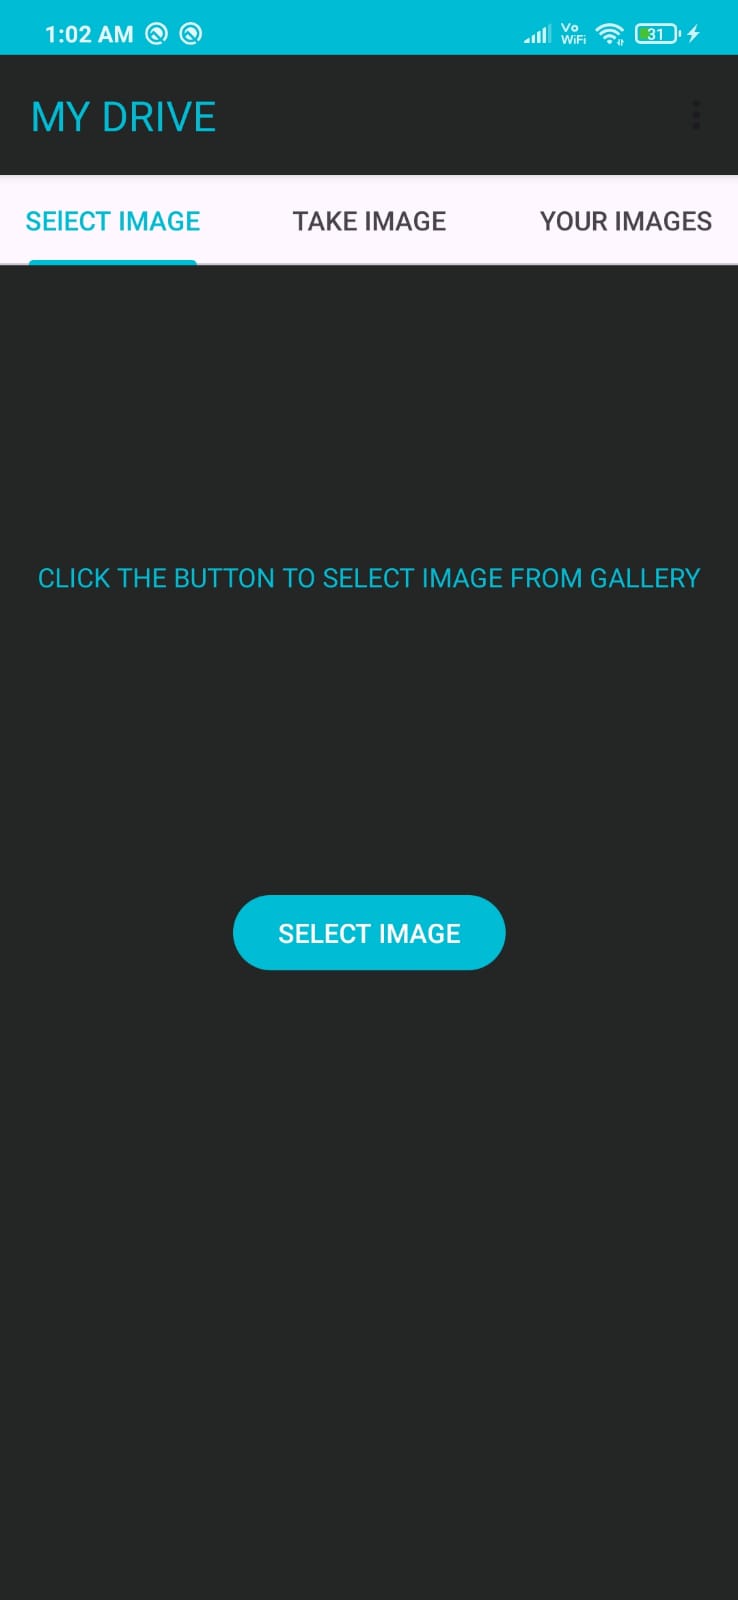 1:02 AM Vo WiFi 31
MY DRIVE
SElECT IMAGE TAKE IMAGE YOUR IMAGES
CLICK THE BUTTON TO SELECT IMAGE FROM GALLERY
SELECT IMAGE